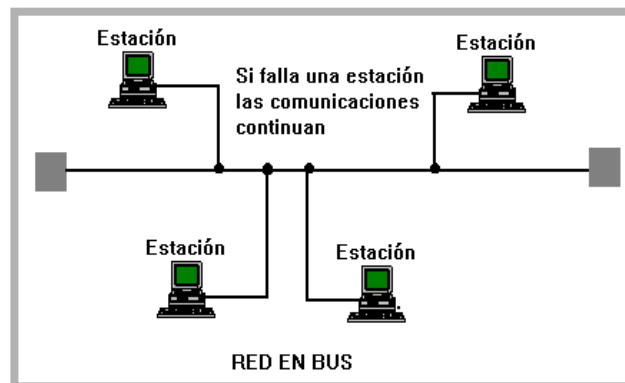 Estación
Estación
Si falla una estación
las comunicaciones
continuan
Estación
Estación
RED EN BUS